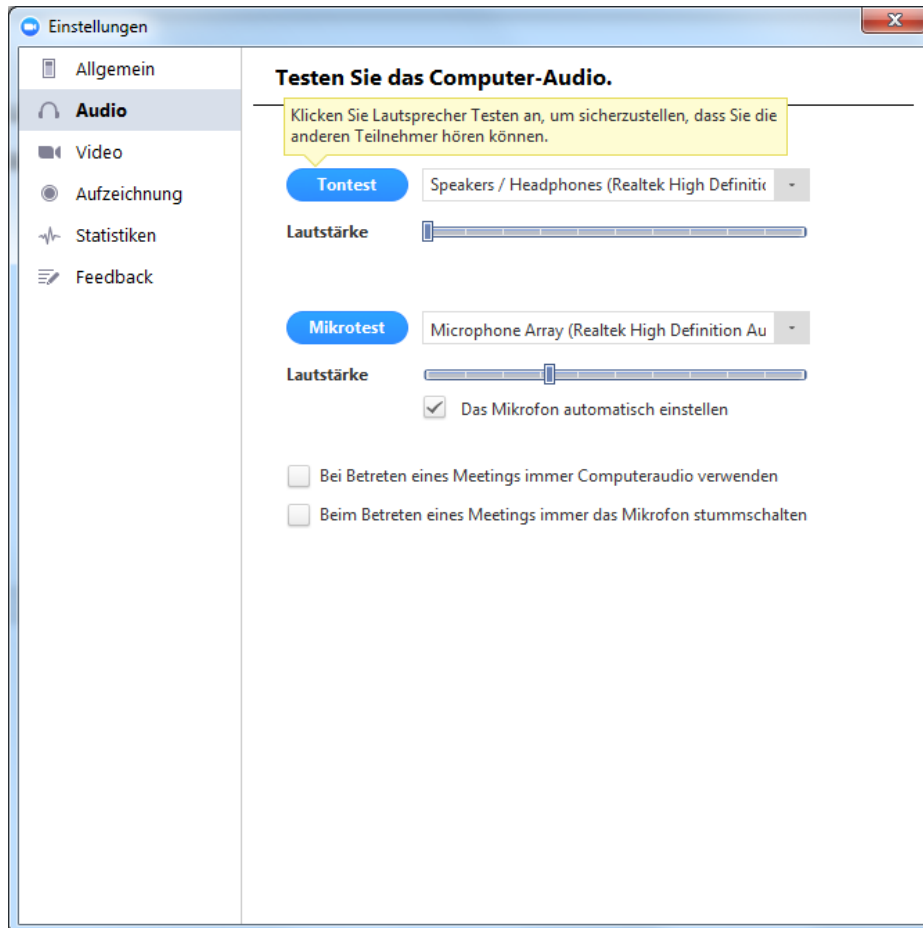 Einstellungen
Allgemein
Audio
Video
Aufzeichnung
Statistiken
Feedback
Testen Sie das Computer-Audio.
Klicken Sie Lautsprecher Testen an, um sicherzustellen, dass Sie die
anderen Teilnehmer hören können.
Tontest
Speakers / Headphones (Realtek High Definitic
Lautstärke
Mikrotest
Microphone Array (Realtek High Definition Au
Lautstärke
Das Mikrofon automatisch einstellen
Bei Betreten eines Meetings immer Computeraudio verwenden
Beim Betreten eines Meetings immer das Mikrofon stummschalten